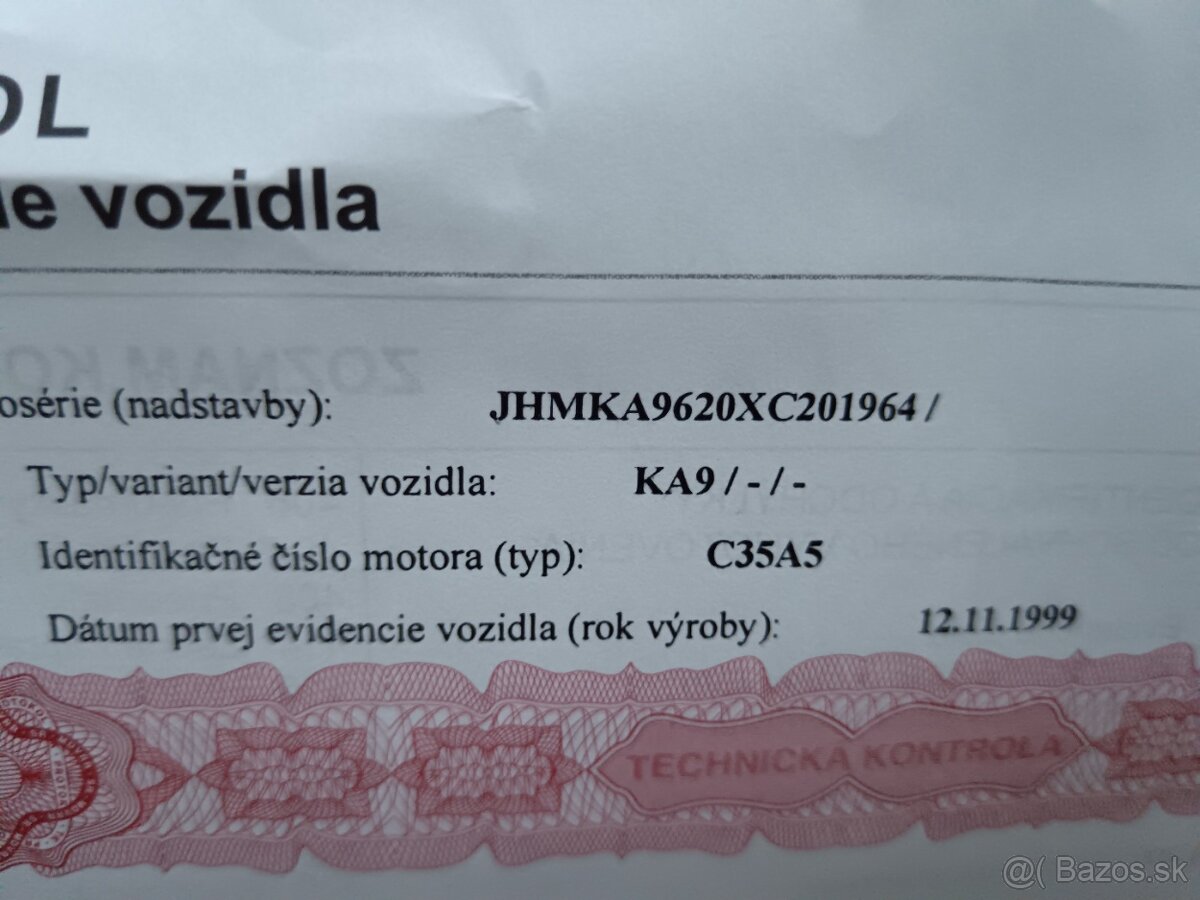 OL
ie vozidla
osérie (nadstavby): JHMKA9620XC201964 /
Typ/variant/verzia vozidla: KA9 / - / -
Identifikačné číslo motora (typ): C35A5
Dátum prvej evidencie vozidla (rok výroby): 12.11.1999
TECHNICKÁ KONTROLA
@( Bazos.sk